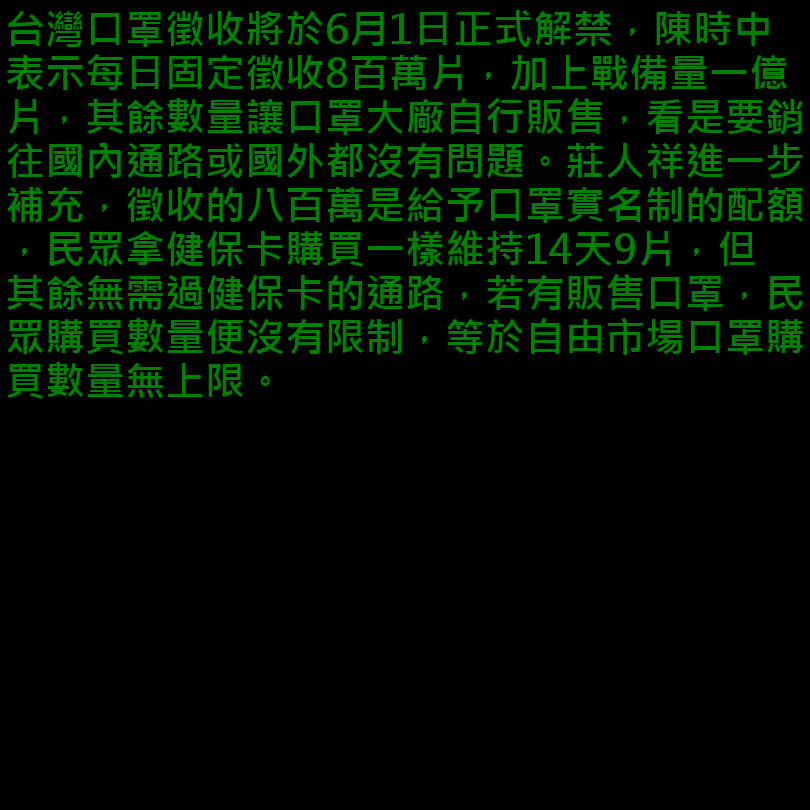 台灣口罩徵收將於6月1日正式解禁，陳時中
表示每日固定徵收8百萬片，加上戰備量一億
片，其餘數量讓口罩大廠自行販售，看是要銷
往國內通路或國外都沒有問題。莊人祥進一步
補充，徵收的八百萬是給予口罩實名制的配額
，民眾拿健保卡購買一樣維持14天9片，但
其餘無需過健保卡的通路，若有販售口罩，民
眾購買數量便沒有限制，等於自由市場口罩購
買數量無上限。